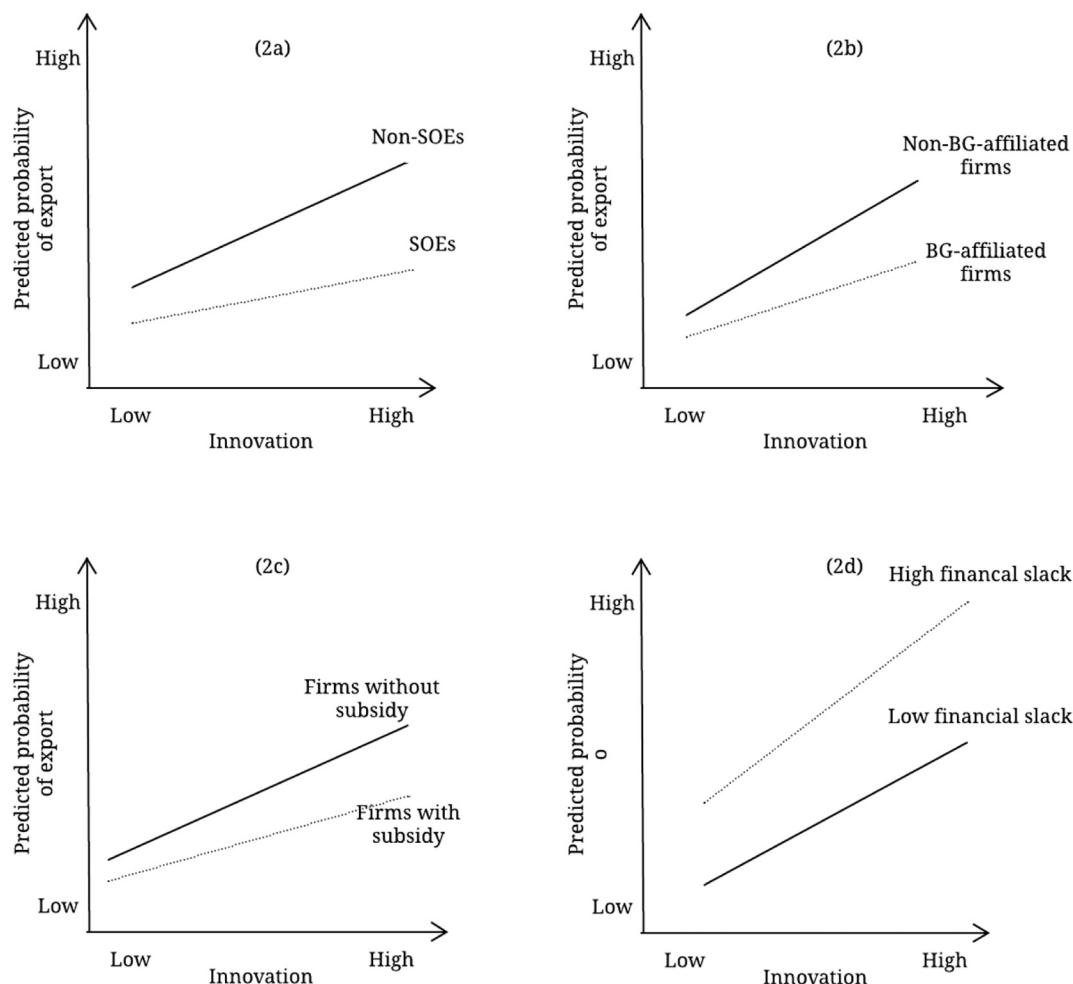 (2a)
High
Predicted probability
of export
Non-SOEs
SOEs
Low
Low
High
Innovation
(2b)
High
Predicted probability
of export
Non-BG-affiliated
firms
BG-affiliated
firms
Low
Low
High
Innovation
(2c)
High
Predicted probability
of export
Firms without
subsidy
Firms with
subsidy
Low
Low
High
Innovation
(2d)
High financal slack
High
Predicted probability
o
Low financial slack
Low
Low
High
Innovation